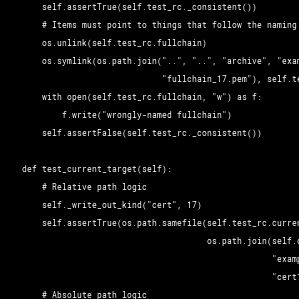 self.assertTrue(self.test_rc._consistent())
# Items must point to things that follow the naming
os.unlink(self.test_rc.fullchain)
os.symlink(os.path.join("..", "..", "archive", "exam
"fullchain_17.pem"), self.te
with open(self.test_rc.fullchain, "w") as f:
f.write("wrongly-named fullchain")
self.assertFalse(self.test_rc._consistent())
def test_current_target(self):
# Relative path logic
self._write_out_kind("cert", 17)
self.assertTrue(os.path.samefile(self.test_rc.curren
os.path.join(self.c
"examp
"cert1
# Absolute path logic